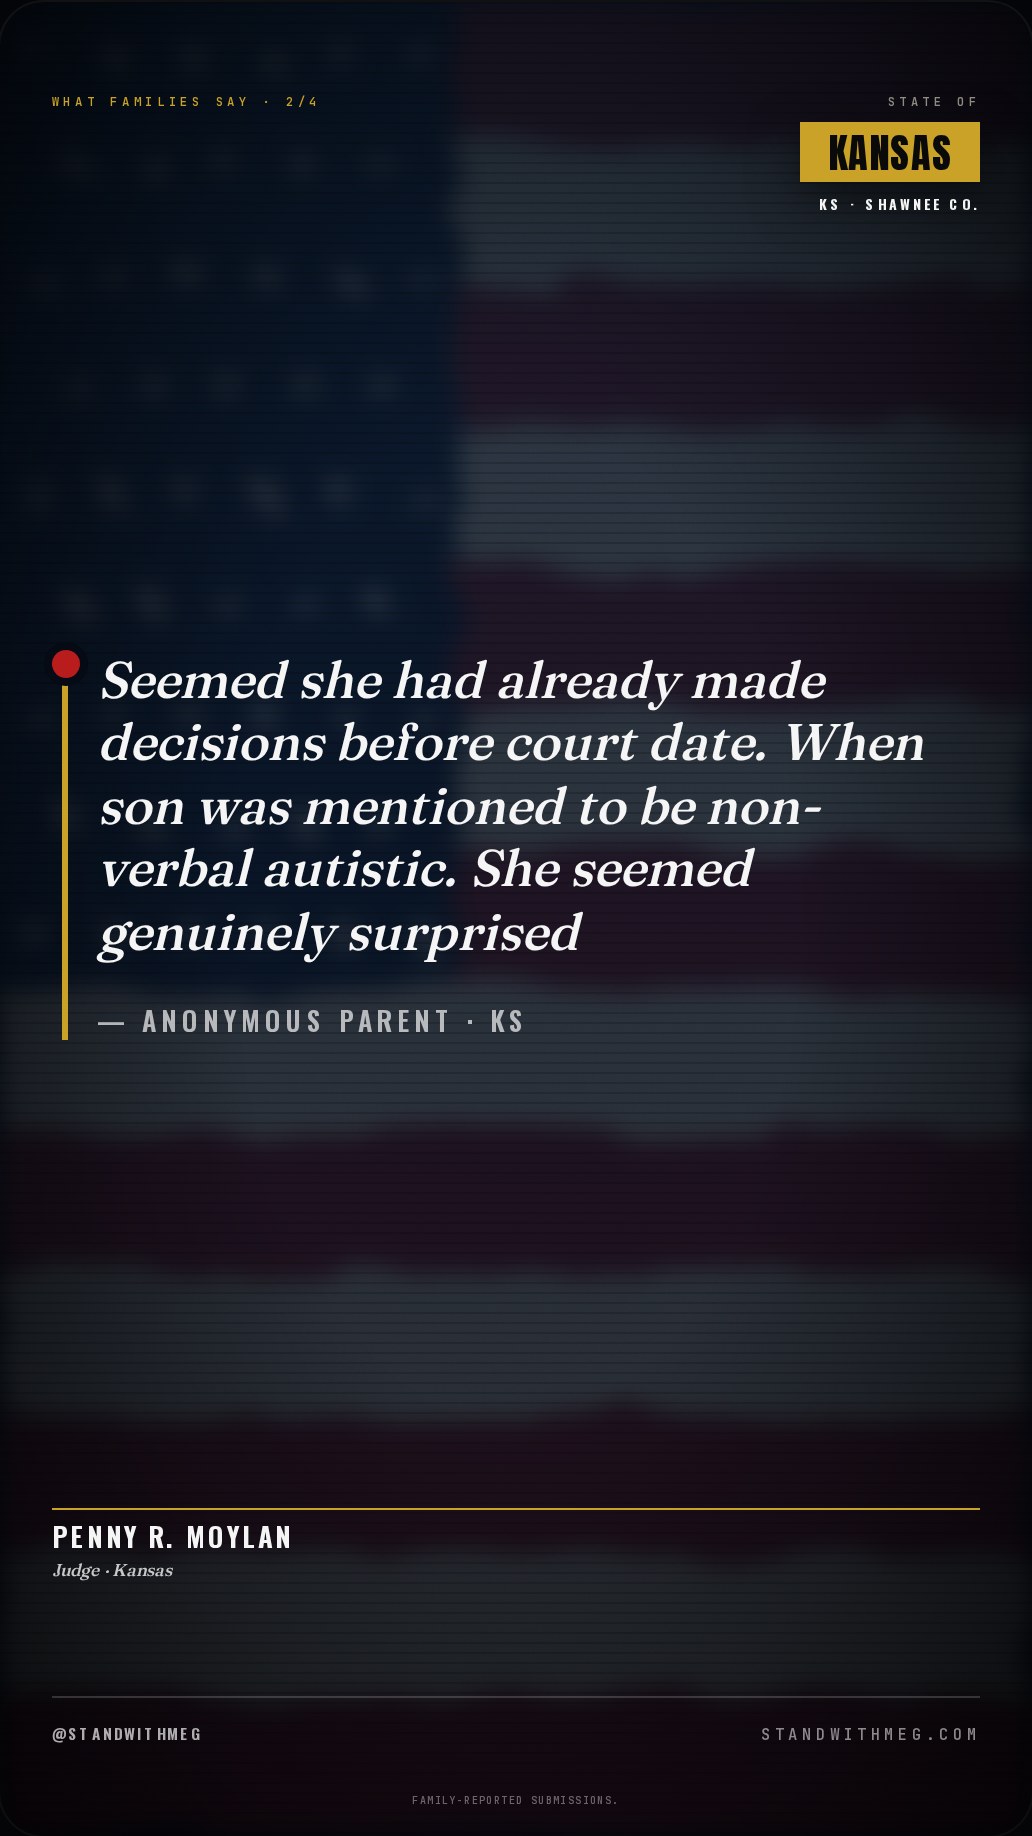 WHAT FAMILIES SAY · 2/4
STATE OF
KANSAS
KS · SHAWNEE CO.
Seemed she had already made
decisions before court date. When
son was mentioned to be non-
verbal autistic. She seemed
genuinely surprised
— ANONYMOUS PARENT · KS
PENNY R. MOYLAN
Judge · Kansas
@STANDWITHMEG
STANDWITHMEG.COM
FAMILY-REPORTED SUBMISSIONS.